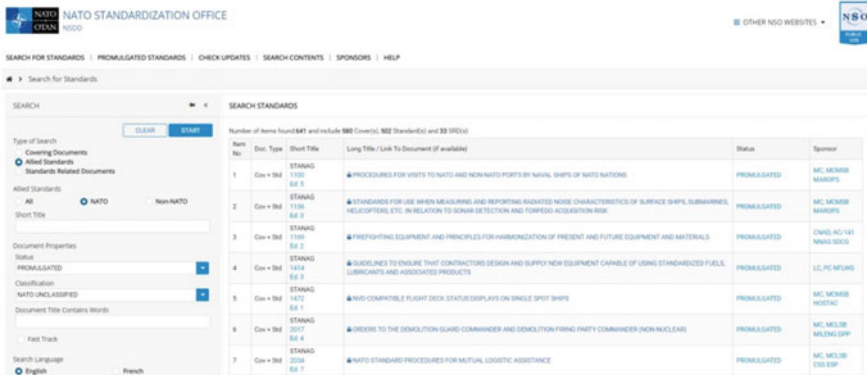 NATO
OTAN
NATO STANDARDIZATION OFFICE
NSDD
OTHER NSO WEBSITES
NSO
PUBLIC
SITE
SEARCH FOR STANDARDS | PROMULGATED STANDARDS | CHECK UPDATES | SEARCH CONTENTS | SPONSORS | HELP
> Search for Standards
SEARCH
CLEAR START
Type of Search
Covering Documents
Allied Standards
Standards Related Documents
Allied Standards
All NATO Non-NATO
Short Title
Document Properties
Status
PROMULGATED
Classification
NATO UNCLASSIFIED
Document Title Contains Words
Fast Track
Search Language
English French
SEARCH STANDARDS
Number of items found 641 and include 580 Cover(s), 502 Standard(s) and 33 SRD(s)
Item No Doc. Type Short Title Long Title / Link To Document (if available) Status Sponsor
1 Cov + Std STANAG 1100 Ed: 5 PROCEDURES FOR VISITS TO NATO AND NON-NATO PORTS BY NAVAL SHIPS OF NATO NATIONS PROMULGATED MC, MCMSB MAROPS
2 Cov + Std STANAG 1136 Ed: 3 STANDARDS FOR USE WHEN MEASURING AND REPORTING RADIATED NOISE CHARACTERISTICS OF SURFACE SHIPS, SUBMARINES, HELICOPTERS, ETC. IN RELATION TO SONAR DETECTION AND TORPEDO ACQUISITION RISK PROMULGATED MC, MCMSB MAROPS
3 Cov + Std STANAG 1169 Ed: 2 FIREFIGHTING EQUIPMENT AND PRINCIPLES FOR HARMONIZATION OF PRESENT AND FUTURE EQUIPMENT AND MATERIALS PROMULGATED CNAD, AC/141 NNAG SDCG
4 Cov + Std STANAG 1414 Ed: 3 GUIDELINES TO ENSURE THAT CONTRACTORS DESIGN AND SUPPLY NEW EQUIPMENT CAPABLE OF USING STANDARDIZED FUELS, LUBRICANTS AND ASSOCIATED PRODUCTS PROMULGATED LC, PC NFLWG
5 Cov + Std STANAG 1472 Ed: 1 NVD COMPATIBLE FLIGHT DECK STATUS DISPLAYS ON SINGLE SPOT SHIPS PROMULGATED MC, MCMSB HOSTAC
6 Cov + Std STANAG 2017 Ed: 4 ORDERS TO THE DEMOLITION GUARD COMMANDER AND DEMOLITION FIRING PARTY COMMANDER (NON-NUCLEAR) PROMULGATED MC, MCLSB MILENG DPP
7 Cov + Std STANAG 2034 Ed: 7 NATO STANDARD PROCEDURES FOR MUTUAL LOGISTIC ASSISTANCE PROMULGATED MC, MCLSB CSS ESP